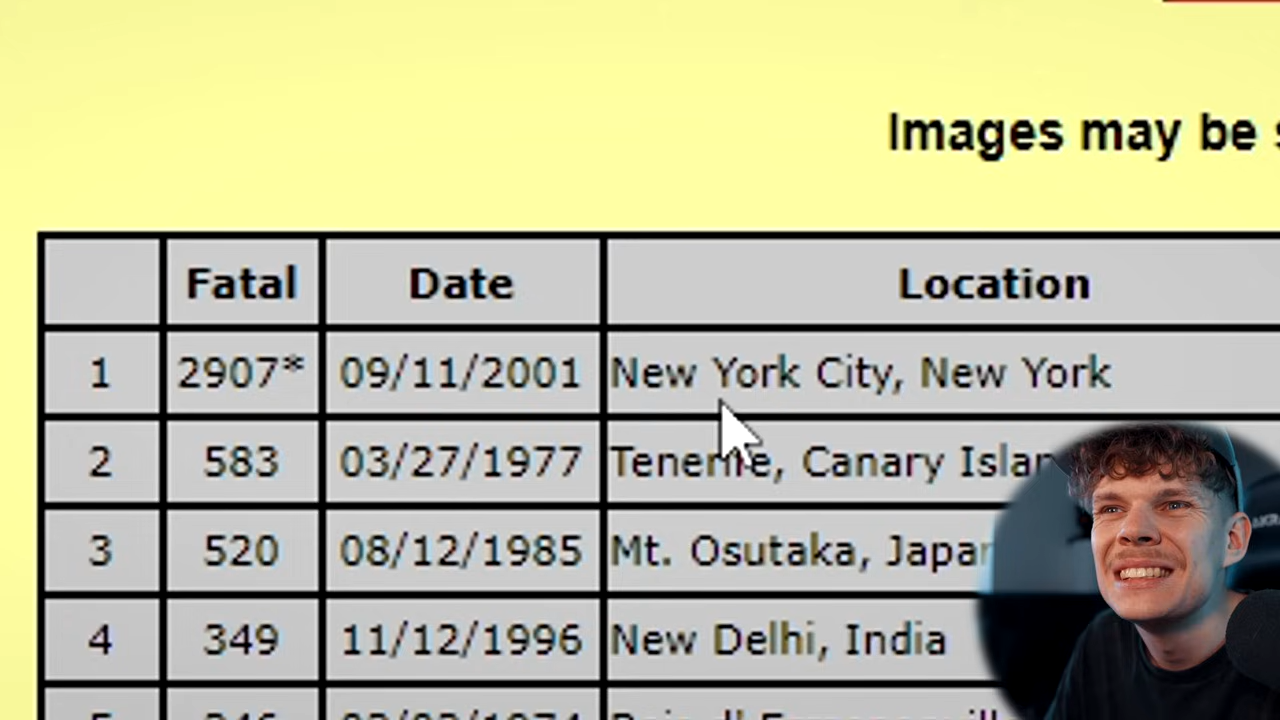 Images may be
Fatal Date Location
1 2907* 09/11/2001 New York City, New York
2 583 03/27/1977 Tenerife, Canary
3 520 08/12/1985 Mt. Osutaka,
4 349 11/12/1996 New Delhi, India